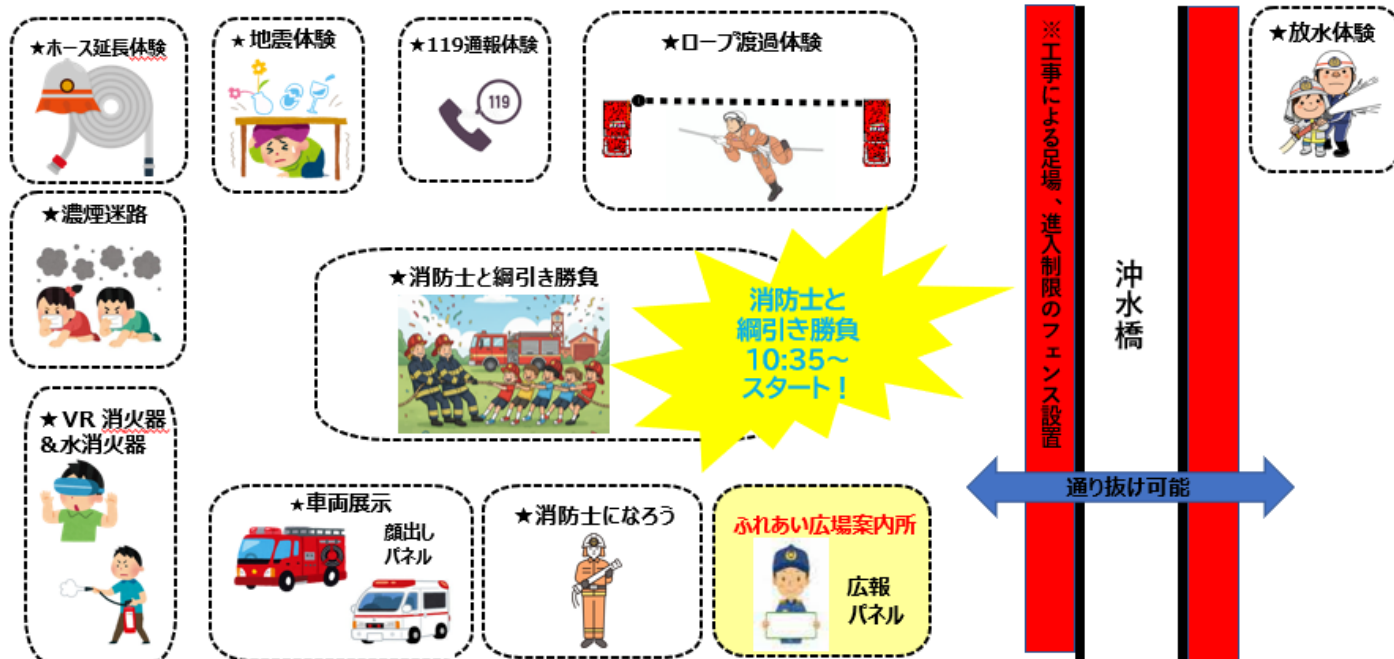 ★ホース延長体験
★地震体験
★119通報体験
119
★ロープ渡過体験
※工事による足場、進入制限のフェンス設置
沖水橋
★放水体験
★濃煙迷路
★消防士と綱引き勝負
消防士と
綱引き勝負
10:35～
スタート！
★VR 消火器
&水消火器
★車両展示
顔出し
パネル
★消防士になろう
ふれあい広場案内所
広報
パネル
通り抜け可能